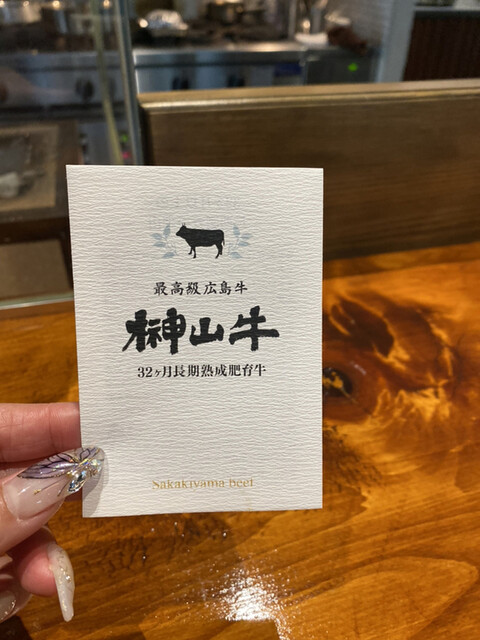 最高級広島牛
榊山牛
32ヶ月長期熟成肥育牛
Sakakiyama beef